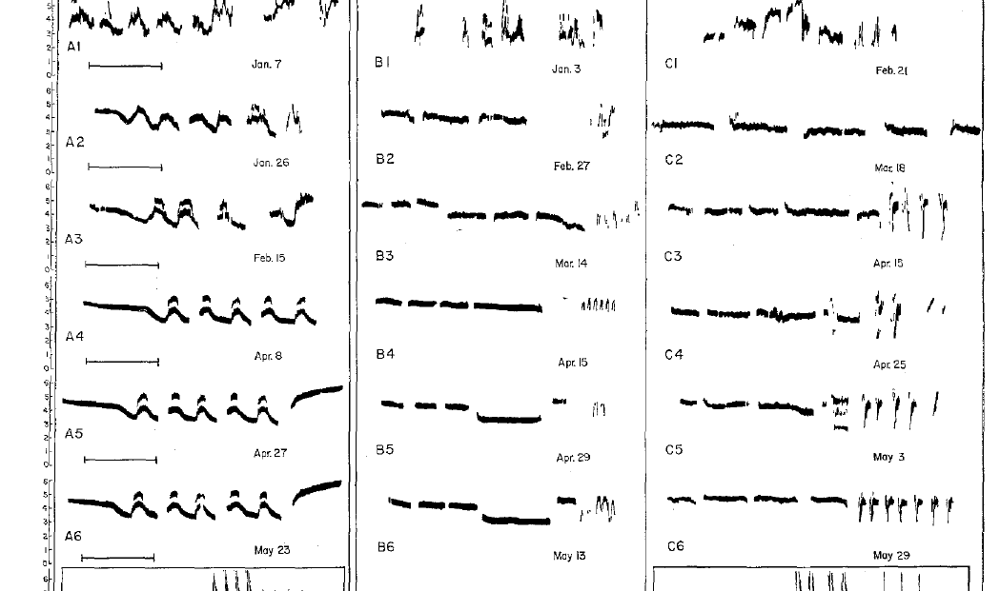 A1 Jan. 7
B1 Jan. 3
C1 Feb. 21
A2 Jan. 26
B2 Feb. 27
C2 Mar. 18
A3 Feb. 15
B3 Mar. 14
C3 Apr. 15
A4 Apr. 8
B4 Apr. 15
C4 Apr. 25
A5 Apr. 27
B5 Apr. 29
C5 May 3
A6 May 23
B6 May 13
C6 May 29